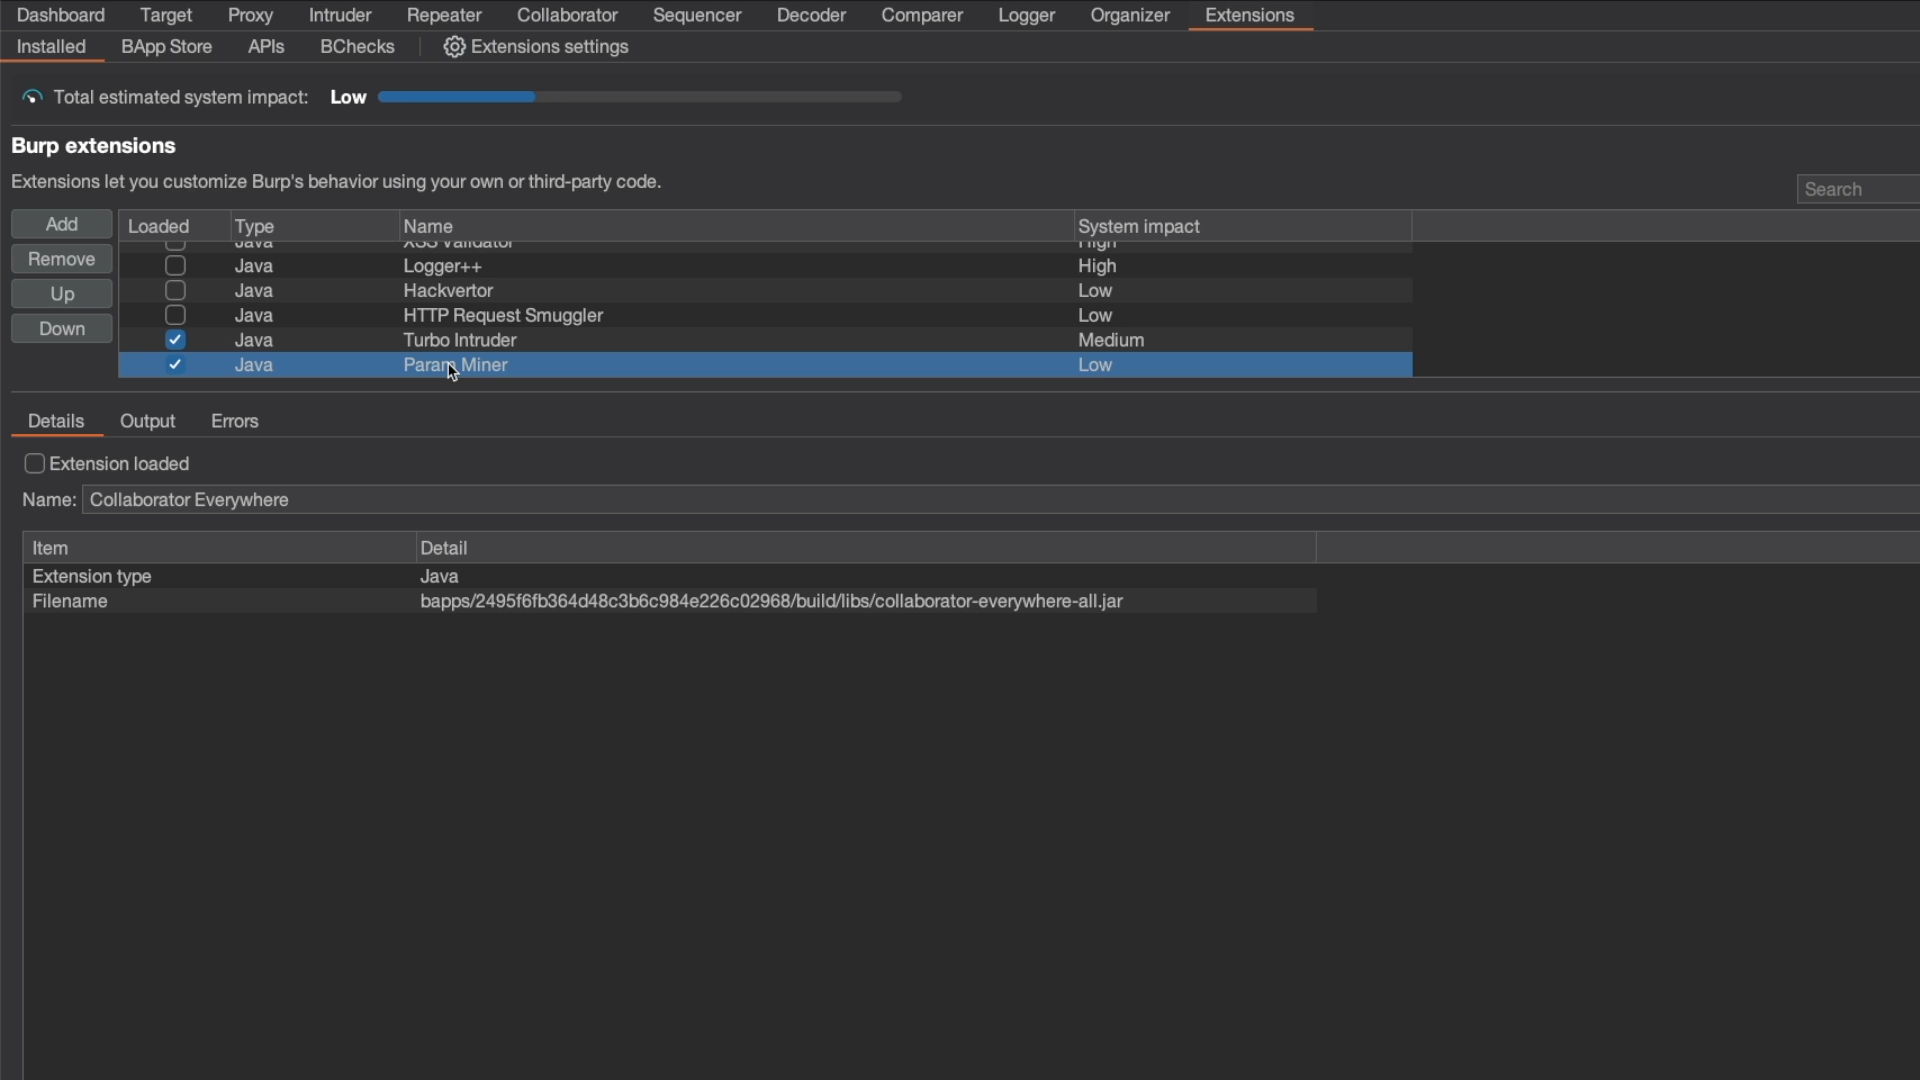 Dashboard Target Proxy Intruder Repeater Collaborator Sequencer Decoder Comparer Logger Organizer Extensions
Installed BApp Store APIs BChecks Extensions settings
Total estimated system impact: Low
Burp extensions
Extensions let you customize Burp's behavior using your own or third-party code.
Search
Add
Remove
Up
Down
Loaded Type Name System impact
Java XSS Validator High
Java Logger++ High
Java Hackvertor Low
Java HTTP Request Smuggler Low
Java Turbo Intruder Medium
Java Param Miner Low
Details Output Errors
Extension loaded
Name: Collaborator Everywhere
Item Detail
Extension type Java
Filename bapps/2495f6fb364d48c3b6c984e226c02968/build/libs/collaborator-everywhere-all.jar